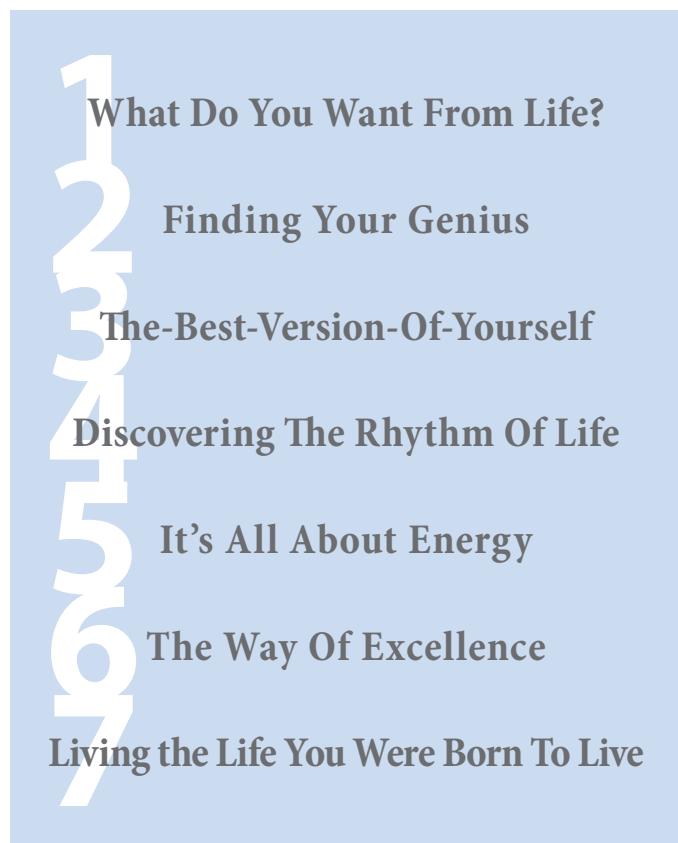 1 What Do You Want From Life?
2 Finding Your Genius
3 The-Best-Version-Of-Yourself
4 Discovering The Rhythm Of Life
5 It’s All About Energy
6 The Way Of Excellence
7 Living the Life You Were Born To Live